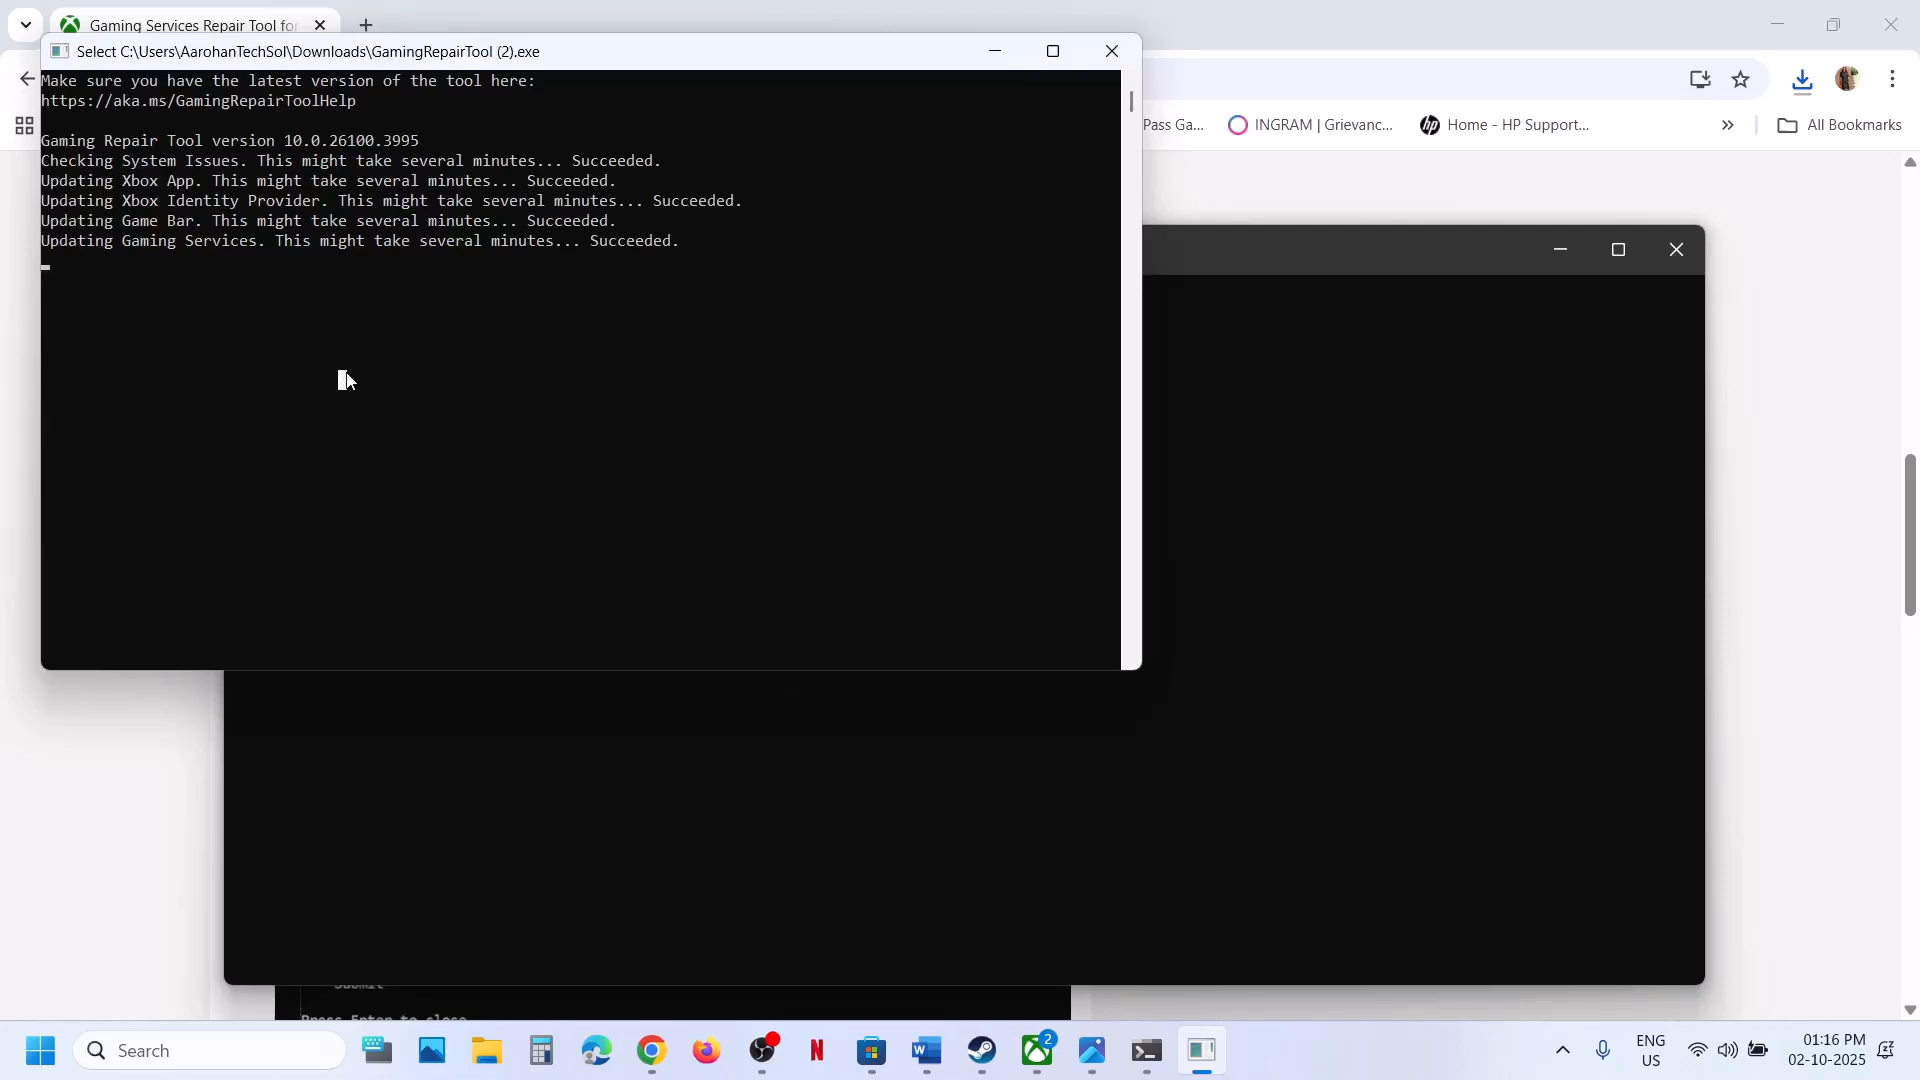 Gaming Services Repair Tool fo
Select C:\Users\AarohanTechSol\Downloads\GamingRepairTool (2).exe
Make sure you have the latest version of the tool here:
https://aka.ms/GamingRepairToolHelp
Pass Ga...
INGRAM | Grievanc...
Home - HP Support...
All Bookmarks
Gaming Repair Tool version 10.0.26100.3995
Checking System Issues. This might take several minutes... Succeeded.
Updating Xbox App. This might take several minutes... Succeeded.
Updating Xbox Identity Provider. This might take several minutes... Succeeded.
Updating Game Bar. This might take several minutes... Succeeded.
Updating Gaming Services. This might take several minutes... Succeeded.
Search
2
ENG
US
01:16 PM
02-10-2025